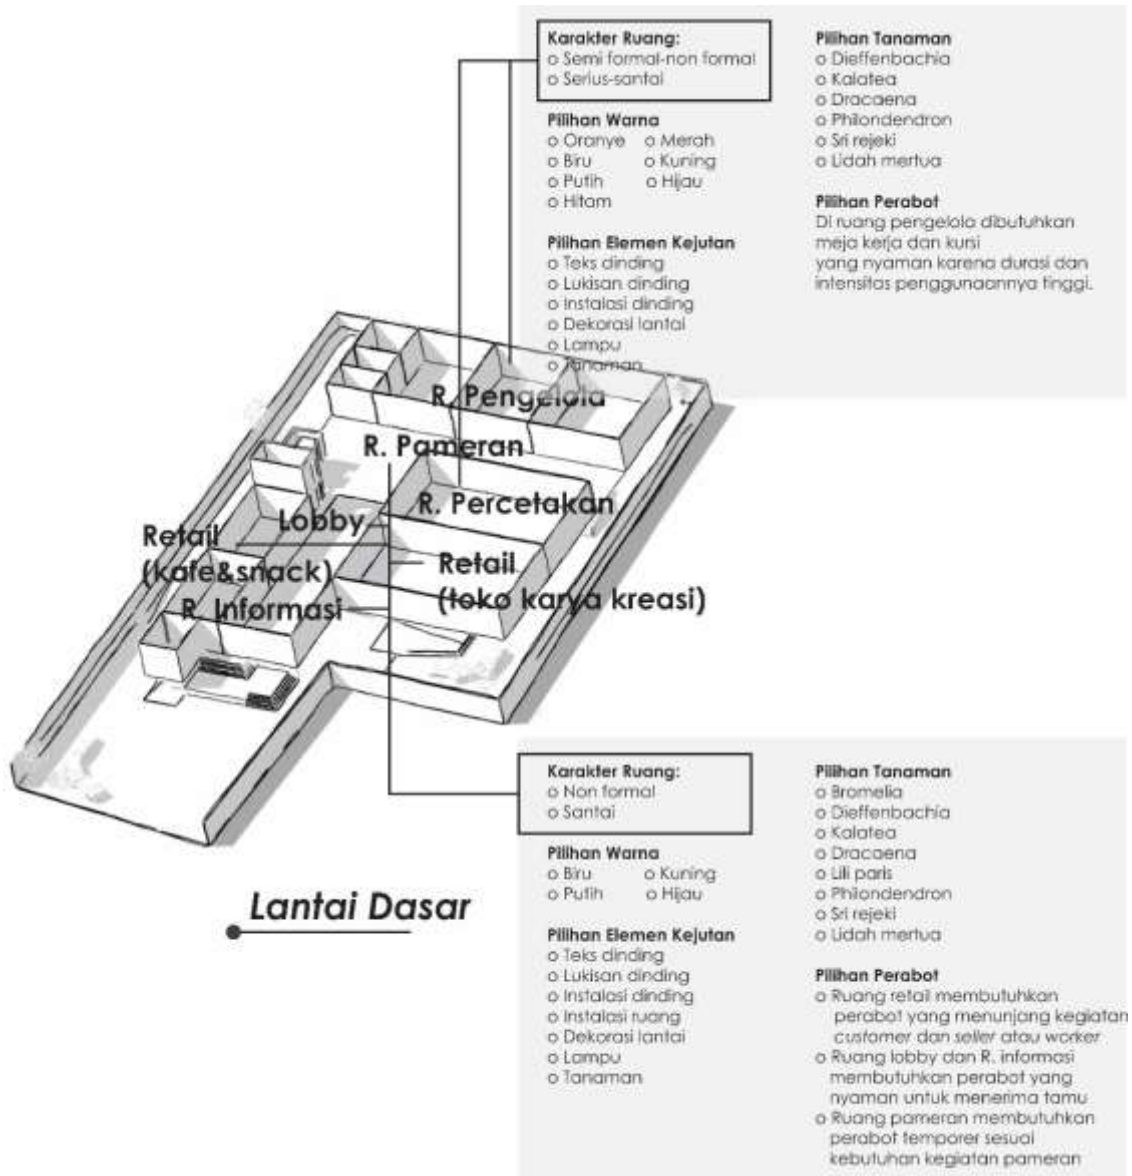 Karakter Ruang:
o Semi formal-non formal
o Serius-santai
Pilihan Warna
o Oranye o Merah
o Biru o Kuning
o Putih o Hijau
o Hitam
Pilihan Elemen Kejutan
o Teks dinding
o Lukisan dinding
o Instalasi dinding
o Dekorasi lantai
o Lampu
o Tanaman
Pilihan Tanaman
o Dieffenbachia
o Kalatea
o Dracaena
o Philondendron
o Sri rejeki
o Lidah mertua
Pilihan Perabot
Di ruang pengelola dibutuhkan
meja kerja dan kursi
yang nyaman karena durasi dan
intensitas penggunaannya tinggi.
R. Pengelola
R. Pameran
R. Percetakan
Lobby
Retail
(kafe&snack)
Retail
(toko karya kreasi)
R. Informasi
Lantai Dasar
Karakter Ruang:
o Non formal
o Santai
Pilihan Warna
o Biru o Kuning
o Putih o Hijau
Pilihan Elemen Kejutan
o Teks dinding
o Lukisan dinding
o Instalasi dinding
o Instalasi ruang
o Dekorasi lantai
o Lampu
o Tanaman
Pilihan Tanaman
o Bromelia
o Dieffenbachia
o Kalatea
o Dracaena
o Lili paris
o Philondendron
o Sri rejeki
o Lidah mertua
Pilihan Perabot
o Ruang retail membutuhkan
perabot yang menunjang kegiatan
customer dan seller atau worker
o Ruang lobby dan R. informasi
membutuhkan perabot yang
nyaman untuk menerima tamu
o Ruang pameran membutuhkan
perabot temporer sesuai
kebutuhan kegiatan pameran